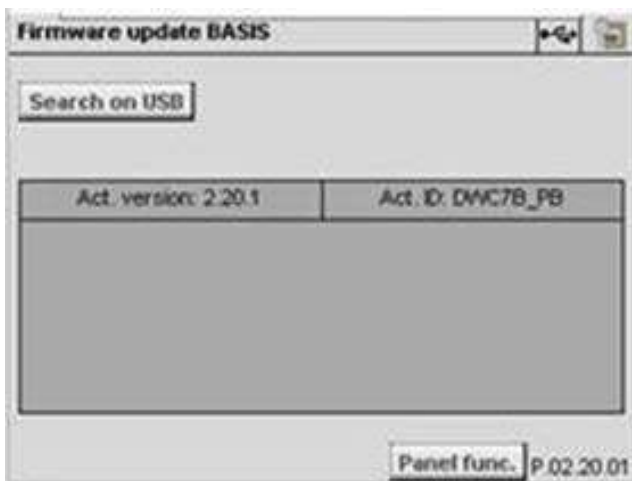 Firmware update BASIS
Search on USB
Act. version: 2.20.1
Act. ID: DWC7B_PB
Panel func.
P.02.20.01